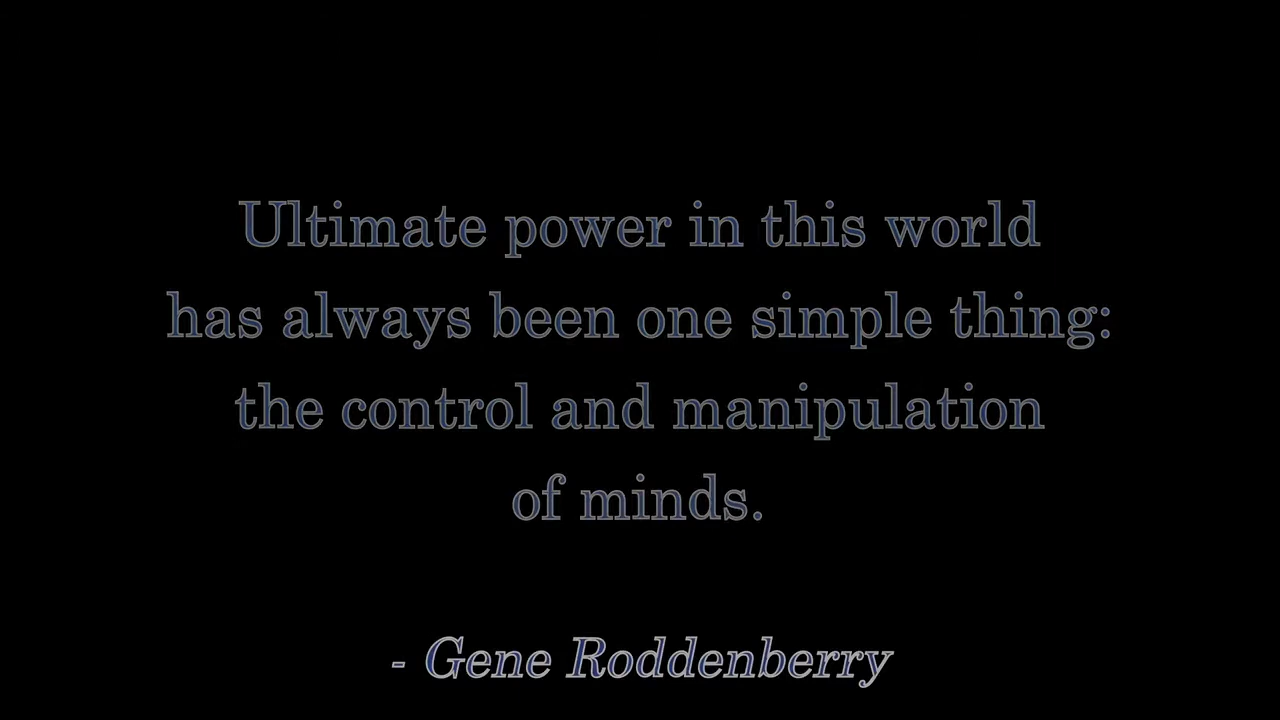 Ultimate power in this world
has always been one simple thing:
the control and manipulation
of minds.
- Gene Roddenberry